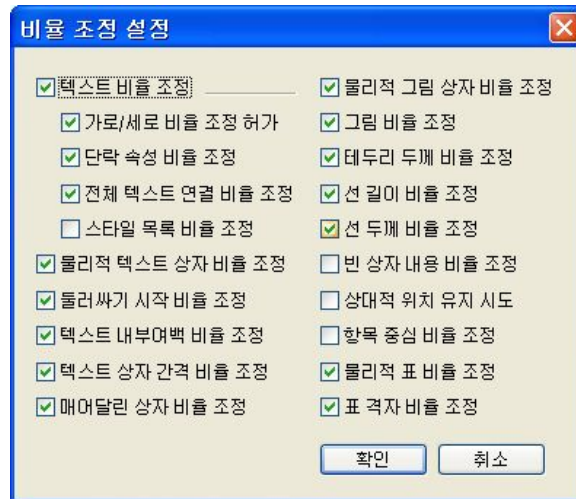 비율 조정 설정
텍스트 비율 조정
가로/세로 비율 조정 허가
단락 속성 비율 조정
전체 텍스트 연결 비율 조정
스타일 목록 비율 조정
물리적 텍스트 상자 비율 조정
둘러싸기 시작 비율 조정
텍스트 내부여백 비율 조정
텍스트 상자 간격 비율 조정
매어달린 상자 비율 조정
물리적 그림 상자 비율 조정
그림 비율 조정
테두리 두께 비율 조정
선 길이 비율 조정
선 두께 비율 조정
빈 상자 내용 비율 조정
상대적 위치 유지 시도
항목 중심 비율 조정
물리적 표 비율 조정
표 격자 비율 조정
확인
취소